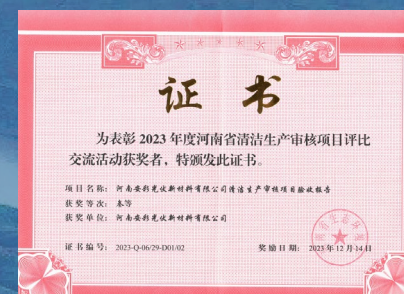 证书
为表彰 2023 年度河南省清洁生产审核项目评比
交流活动获奖者，特颁发此证书。
项目名称：河南安彩光伏新材料有限公司清洁生产审核项目验收报告
获奖等次：叁等
获奖单位：河南安彩光伏新材料有限公司
证书编号：2023-Q-06/29-D01/02 奖励日期：2023年12月14日